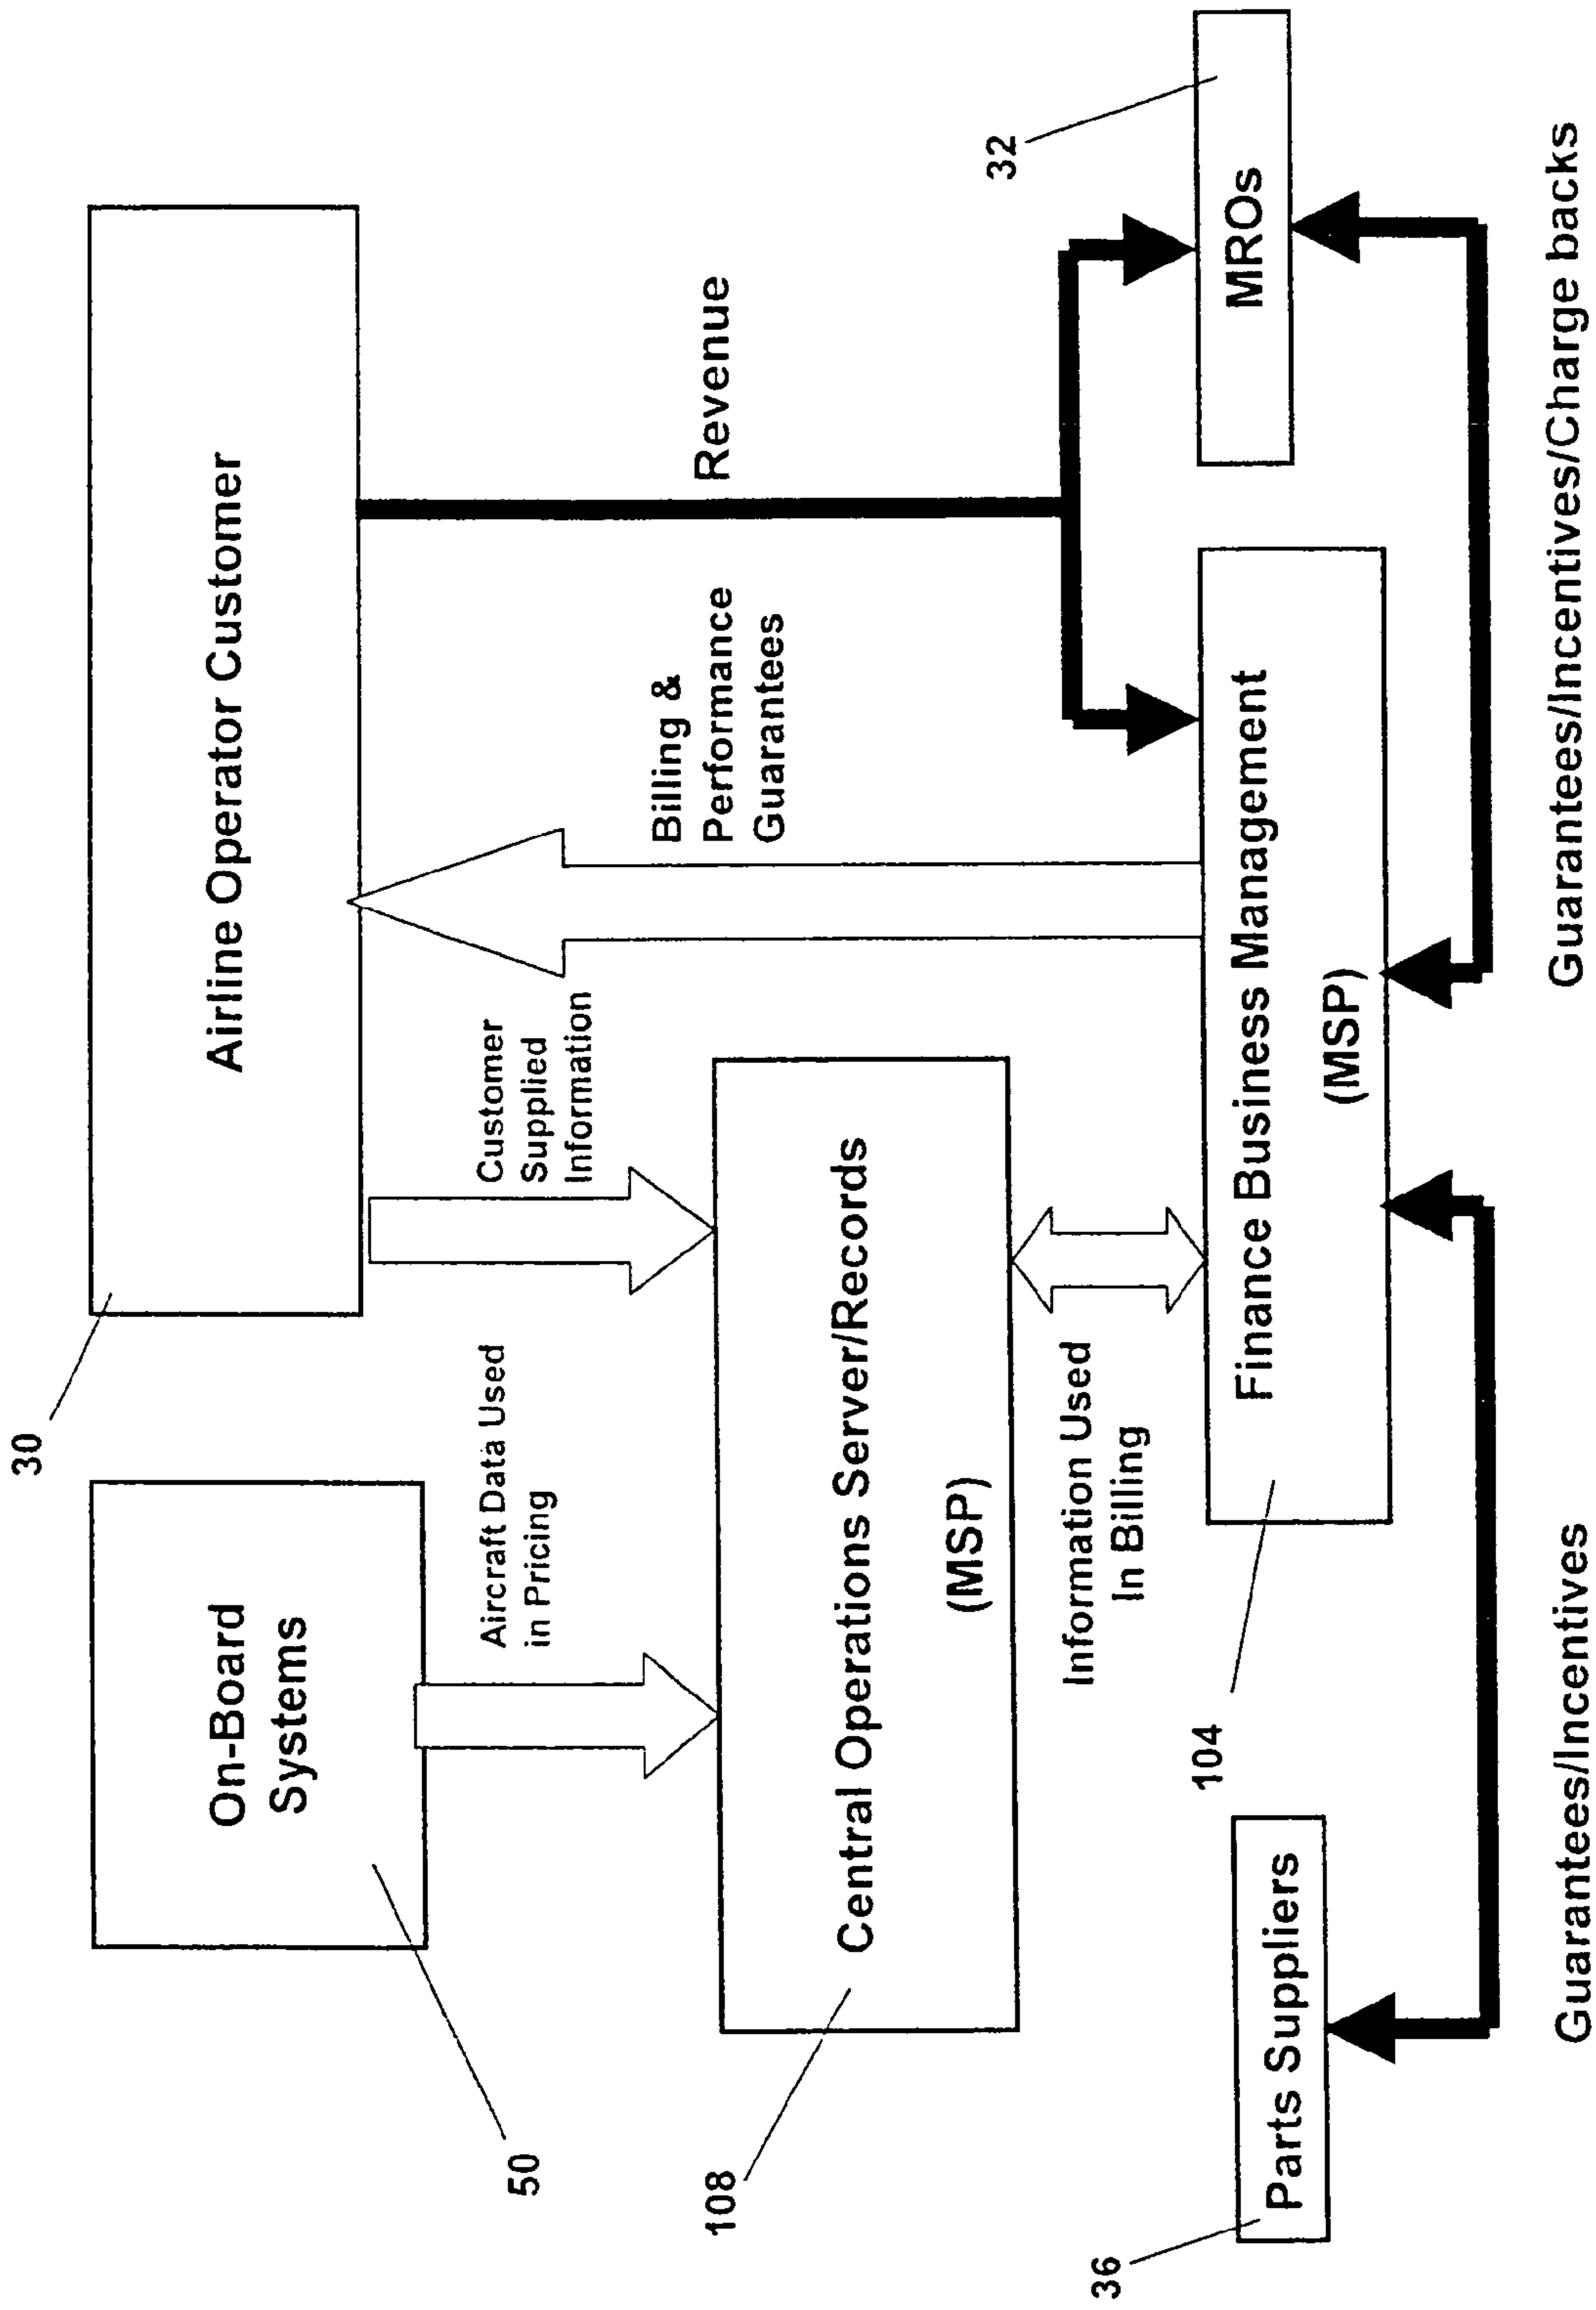 30
On-Board
Systems
Airline Operator Customer
50
Aircraft Data Used
in Pricing
Customer
Supplied
Information
Billing &
Performance
Guarantees
Revenue
108
Central Operations Server/Records
(MSP)
Information Used
In Billing
32
104
36
Parts Suppliers
Finance Business Management
(MSP)
MROs
Guarantees/Incentives
Guarantees/Incentives/Charge backs